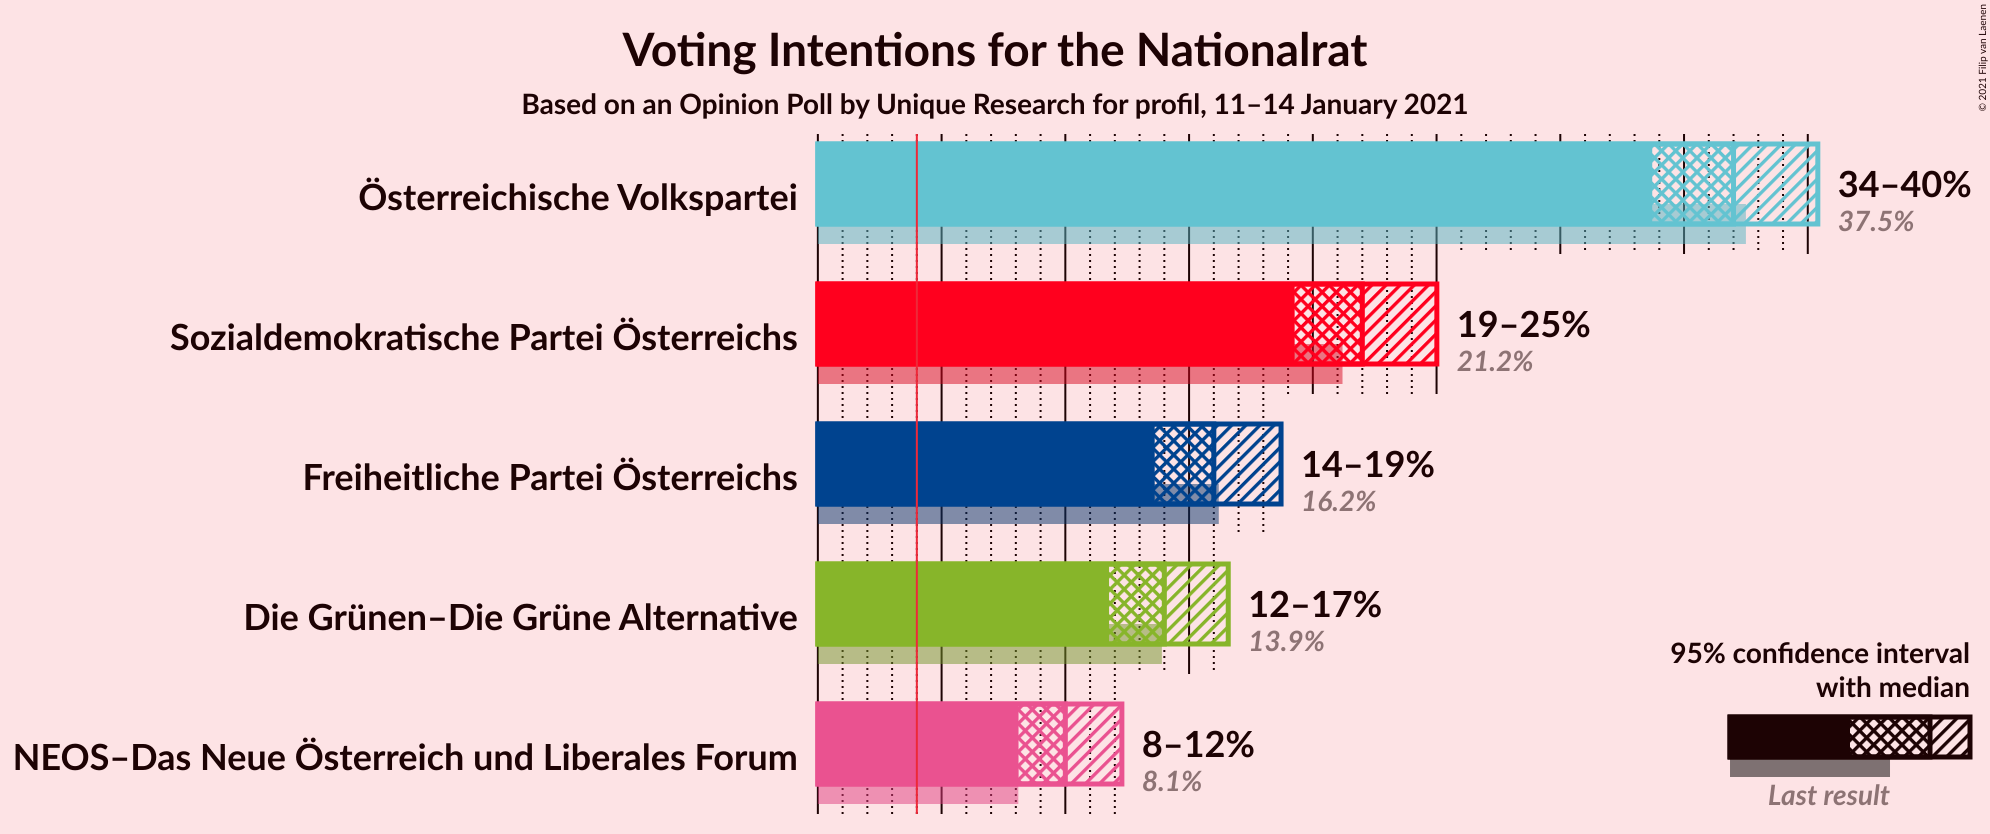 Voting Intentions for the Nationalrat
Based on an Opinion Poll by Unique Research for profil, 11–14 January 2021
© 2021 Filip van Laenen
Österreichische Volkspartei
34–40%
37.5%
Sozialdemokratische Partei Österreichs
19–25%
21.2%
Freiheitliche Partei Österreichs
14–19%
16.2%
Die Grünen–Die Grüne Alternative
12–17%
13.9%
NEOS–Das Neue Österreich und Liberales Forum
8–12%
8.1%
95% confidence interval
with median
Last result